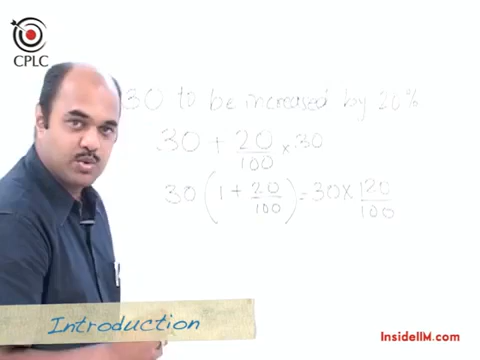 CPLC
30 to be increased by 20%
30 + 20/100 × 30
30 (1 + 20/100) = 30 × 120/100
Introduction
InsideIIM.com